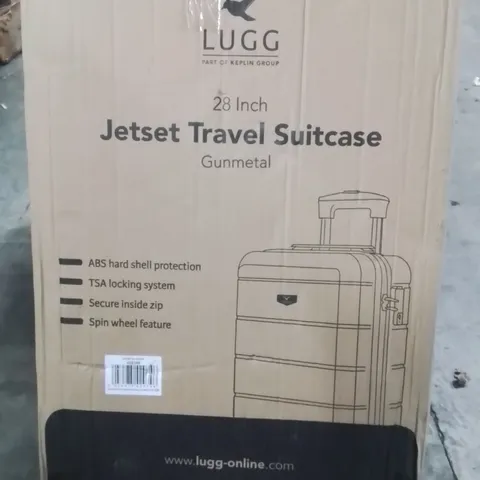 LUGG
PART OF KEPLIN GROUP
28 Inch
Jetset Travel Suitcase
Gunmetal
ABS hard shell protection
TSA locking system
Secure inside zip
Spin wheel feature
www.lugg-online.com